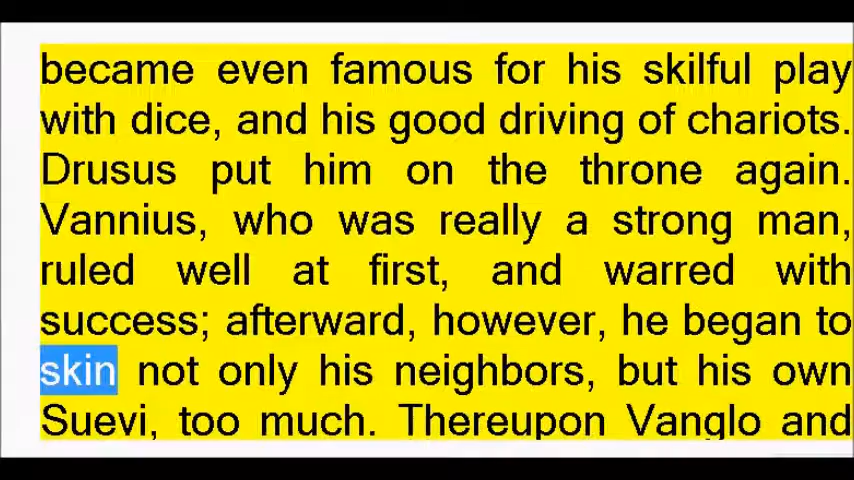 became even famous for his skilful play
with dice, and his good driving of chariots.
Drusus put him on the throne again.
Vannius, who was really a strong man,
ruled well at first, and warred with
success; afterward, however, he began to
skin not only his neighbors, but his own
Suevi, too much. Thereupon Vanglo and